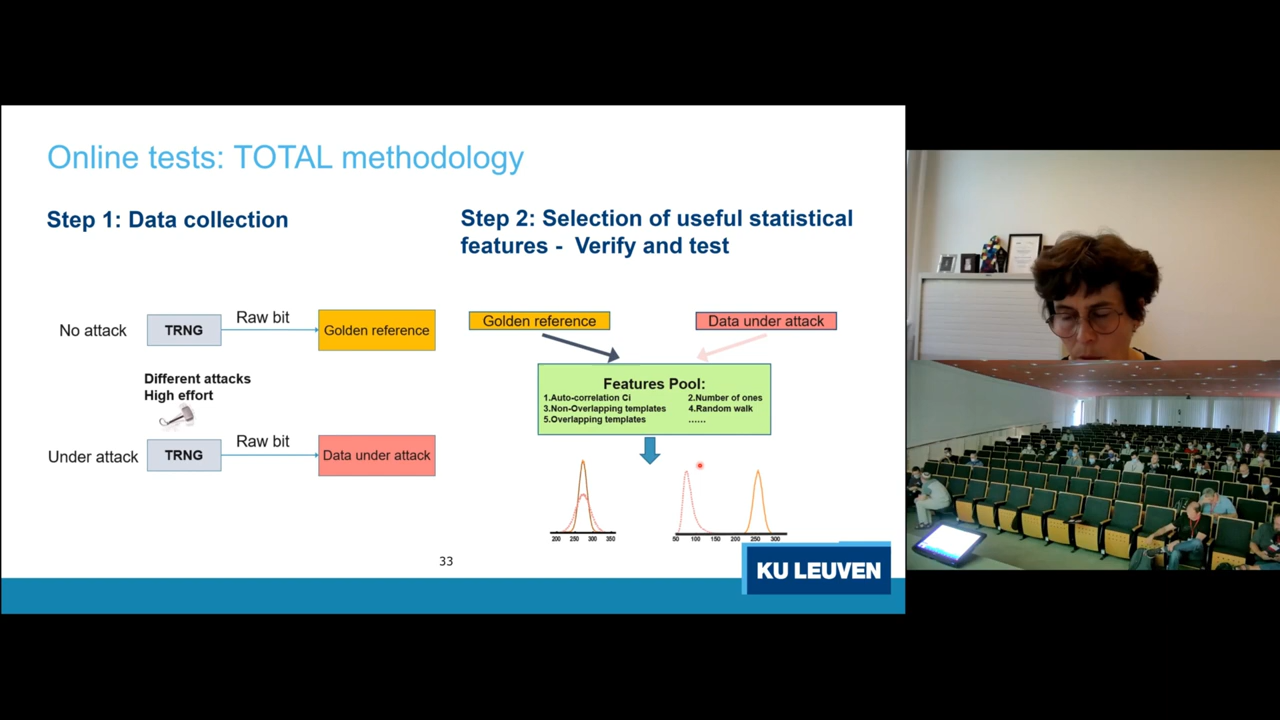 Online tests: TOTAL methodology
Step 1: Data collection
No attack
TRNG
Raw bit
Golden reference
Different attacks
High effort
Under attack
TRNG
Raw bit
Data under attack
Step 2: Selection of useful statistical
features - Verify and test
Golden reference
Data under attack
Features Pool:
1.Auto-correlation Ci 2.Number of ones
3.Non-Overlapping templates 4.Random walk
5.Overlapping templates ......
200 250 300 350
50 100 150 200 250 300
33
KU LEUVEN